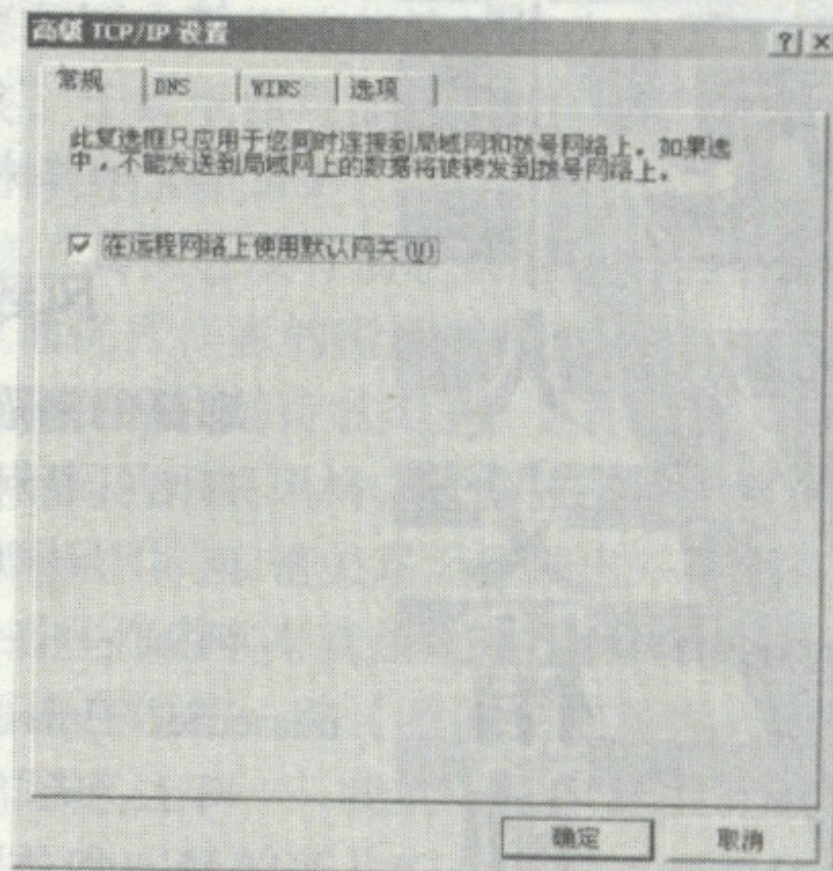 高级 TCP/IP 设置
常规 DNS WINS 选项
此复选框只应用于您同时连接到局域网和拨号网络上。如果选
中，不能发送到局域网上的数据将被转发到拨号网络上。
在远程网络上使用默认网关(U)
确定 取消